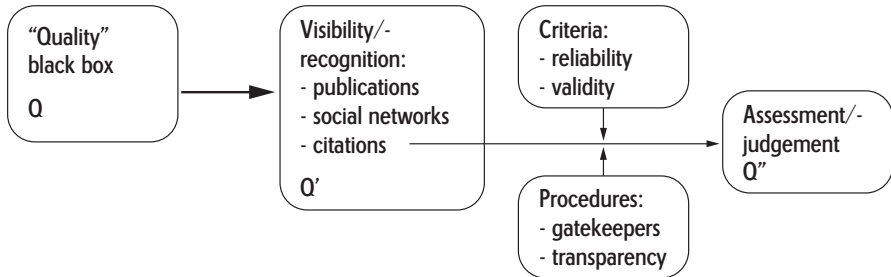 “Quality”
black box
Q
Visibility/-
recognition:
- publications
- social networks
- citations
Q’
Criteria:
- reliability
- validity
Procedures:
- gatekeepers
- transparency
Assessment/-
judgement
Q”